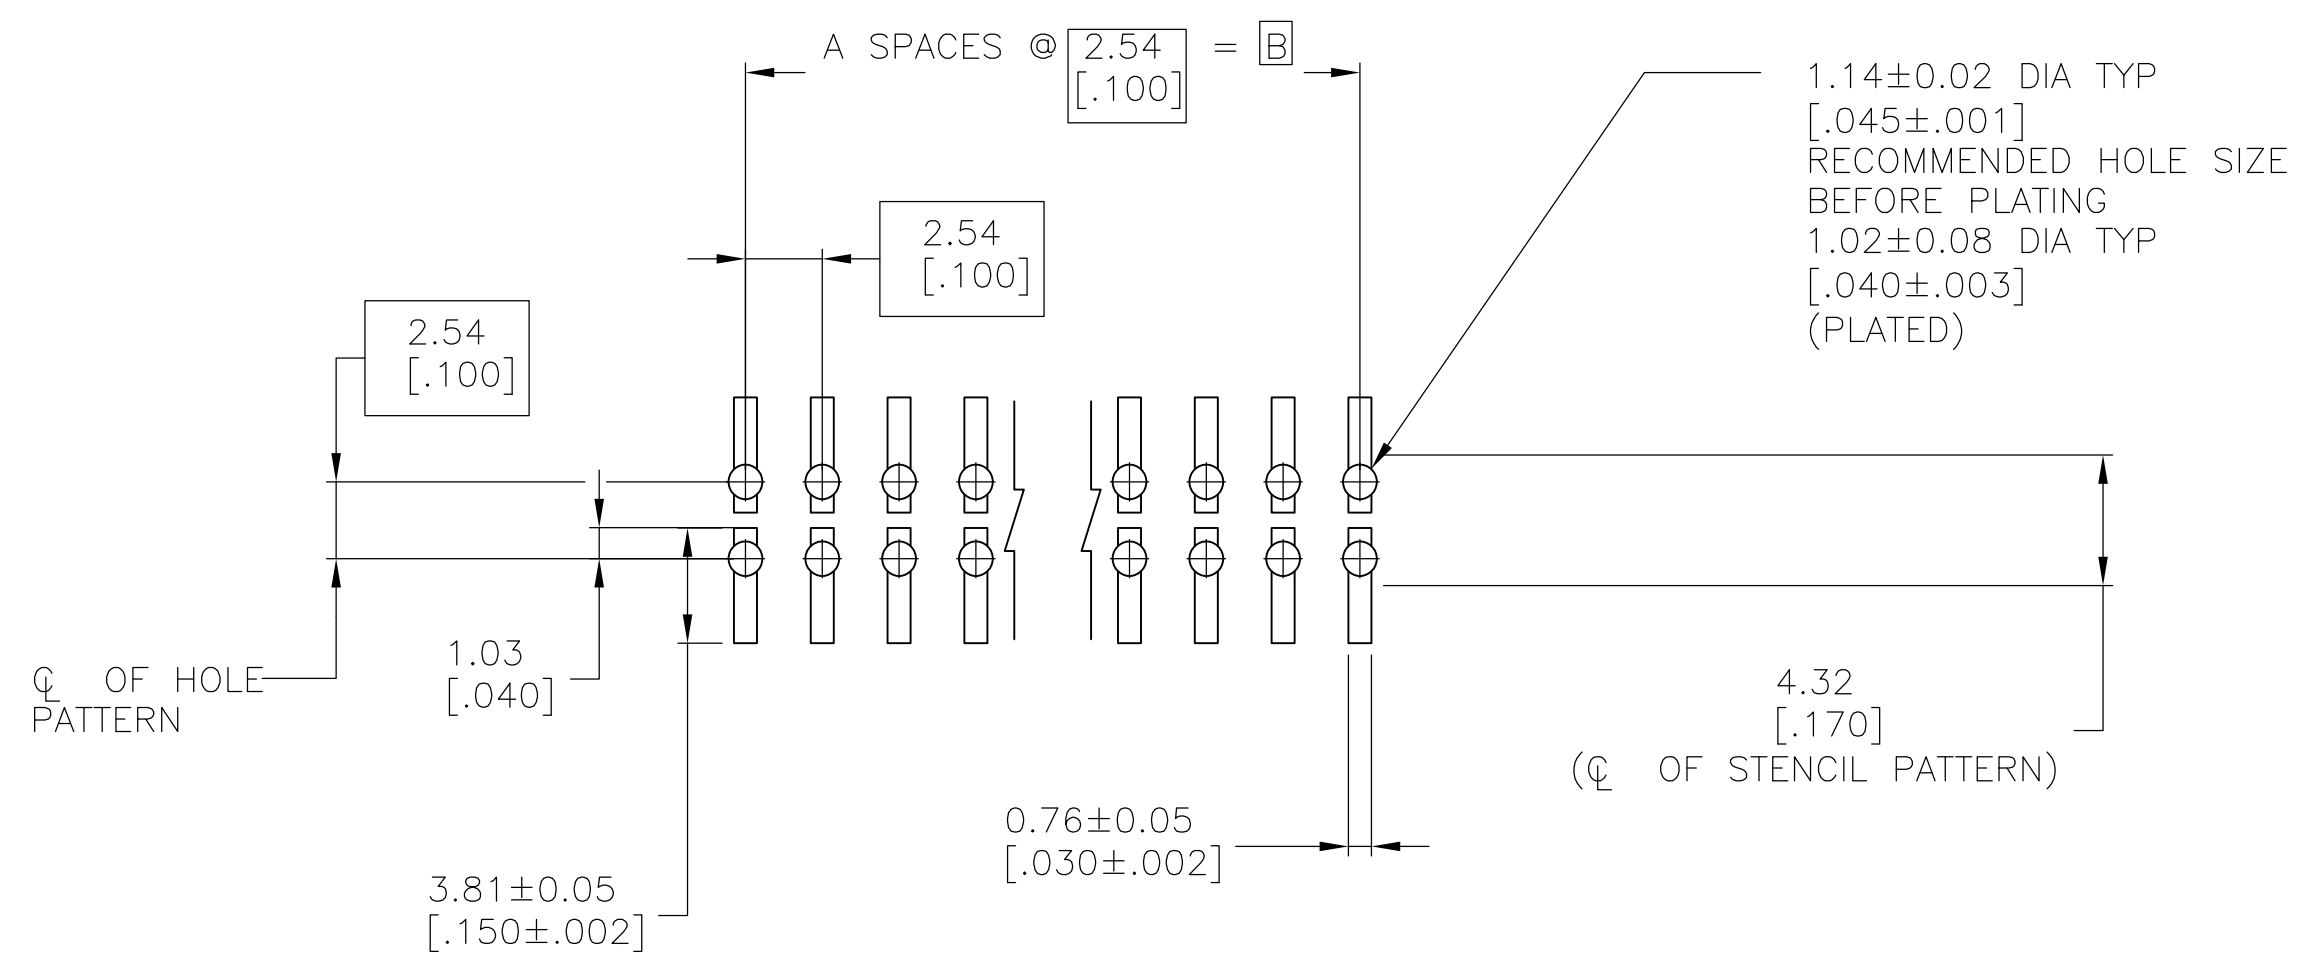 A SPACES @ 2.54 = B
[.100]
1.14±0.02 DIA TYP
[.045±.001]
RECOMMENDED HOLE SIZE
BEFORE PLATING
1.02±0.08 DIA TYP
[.040±.003]
(PLATED)
2.54
[.100]
2.54
[.100]
℄ OF HOLE
PATTERN
1.03
[.040]
4.32
[.170]
(℄ OF STENCIL PATTERN)
0.76±0.05
[.030±.002]
3.81±0.05
[.150±.002]